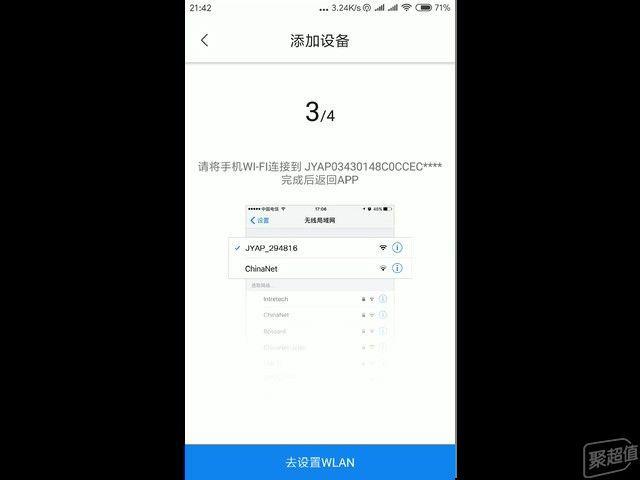 21:42 ... 3.24K/s 71%
添加设备
3/4
请将手机WI-FI连接到 JYAP03430148C0CCEC****
完成后返回APP
中国电信 17:06 45%
设置 无线局域网
JYAP_294816
ChinaNet
选取网络...
Intretech
ChinaNet
去设置WLAN
聚超值